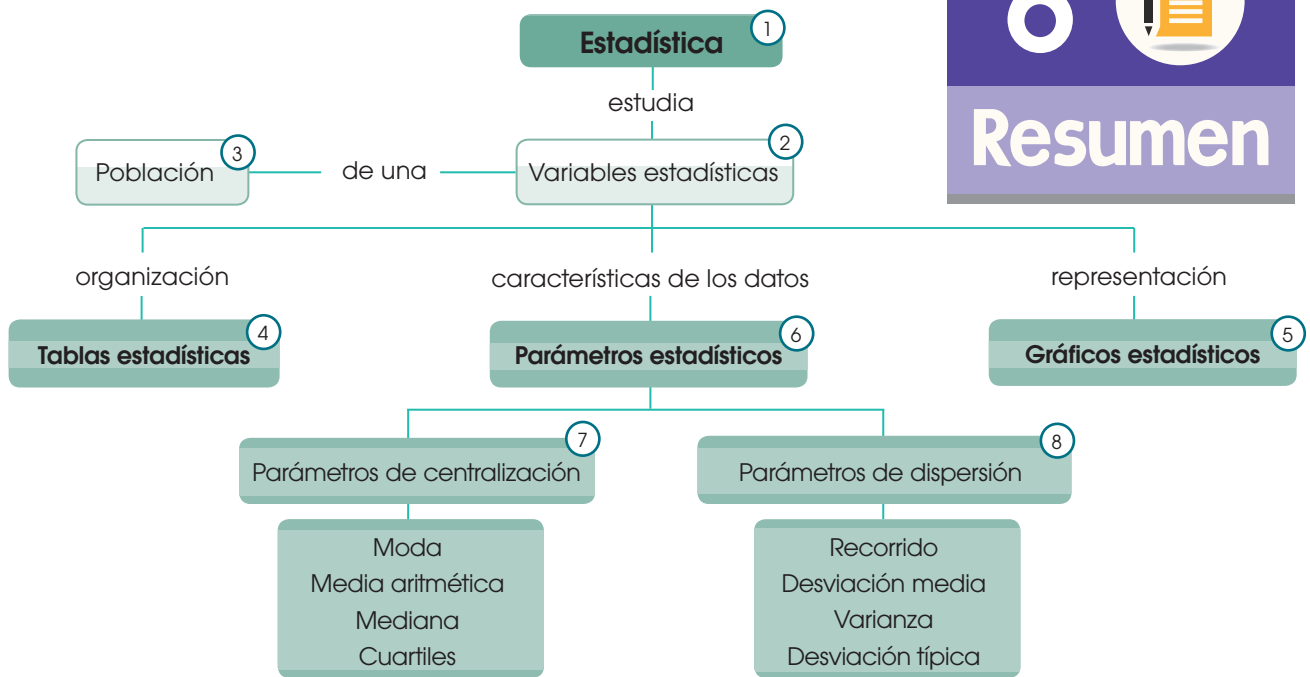 Estadística 1
6
Resumen
estudia
Población 3
de una
Variables estadísticas 2
organización
características de los datos
representación
Tablas estadísticas 4
Parámetros estadísticos 6
Gráficos estadísticos 5
Parámetros de centralización 7
Parámetros de dispersión 8
Moda
Media aritmética
Mediana
Cuartiles
Recorrido
Desviación media
Varianza
Desviación típica